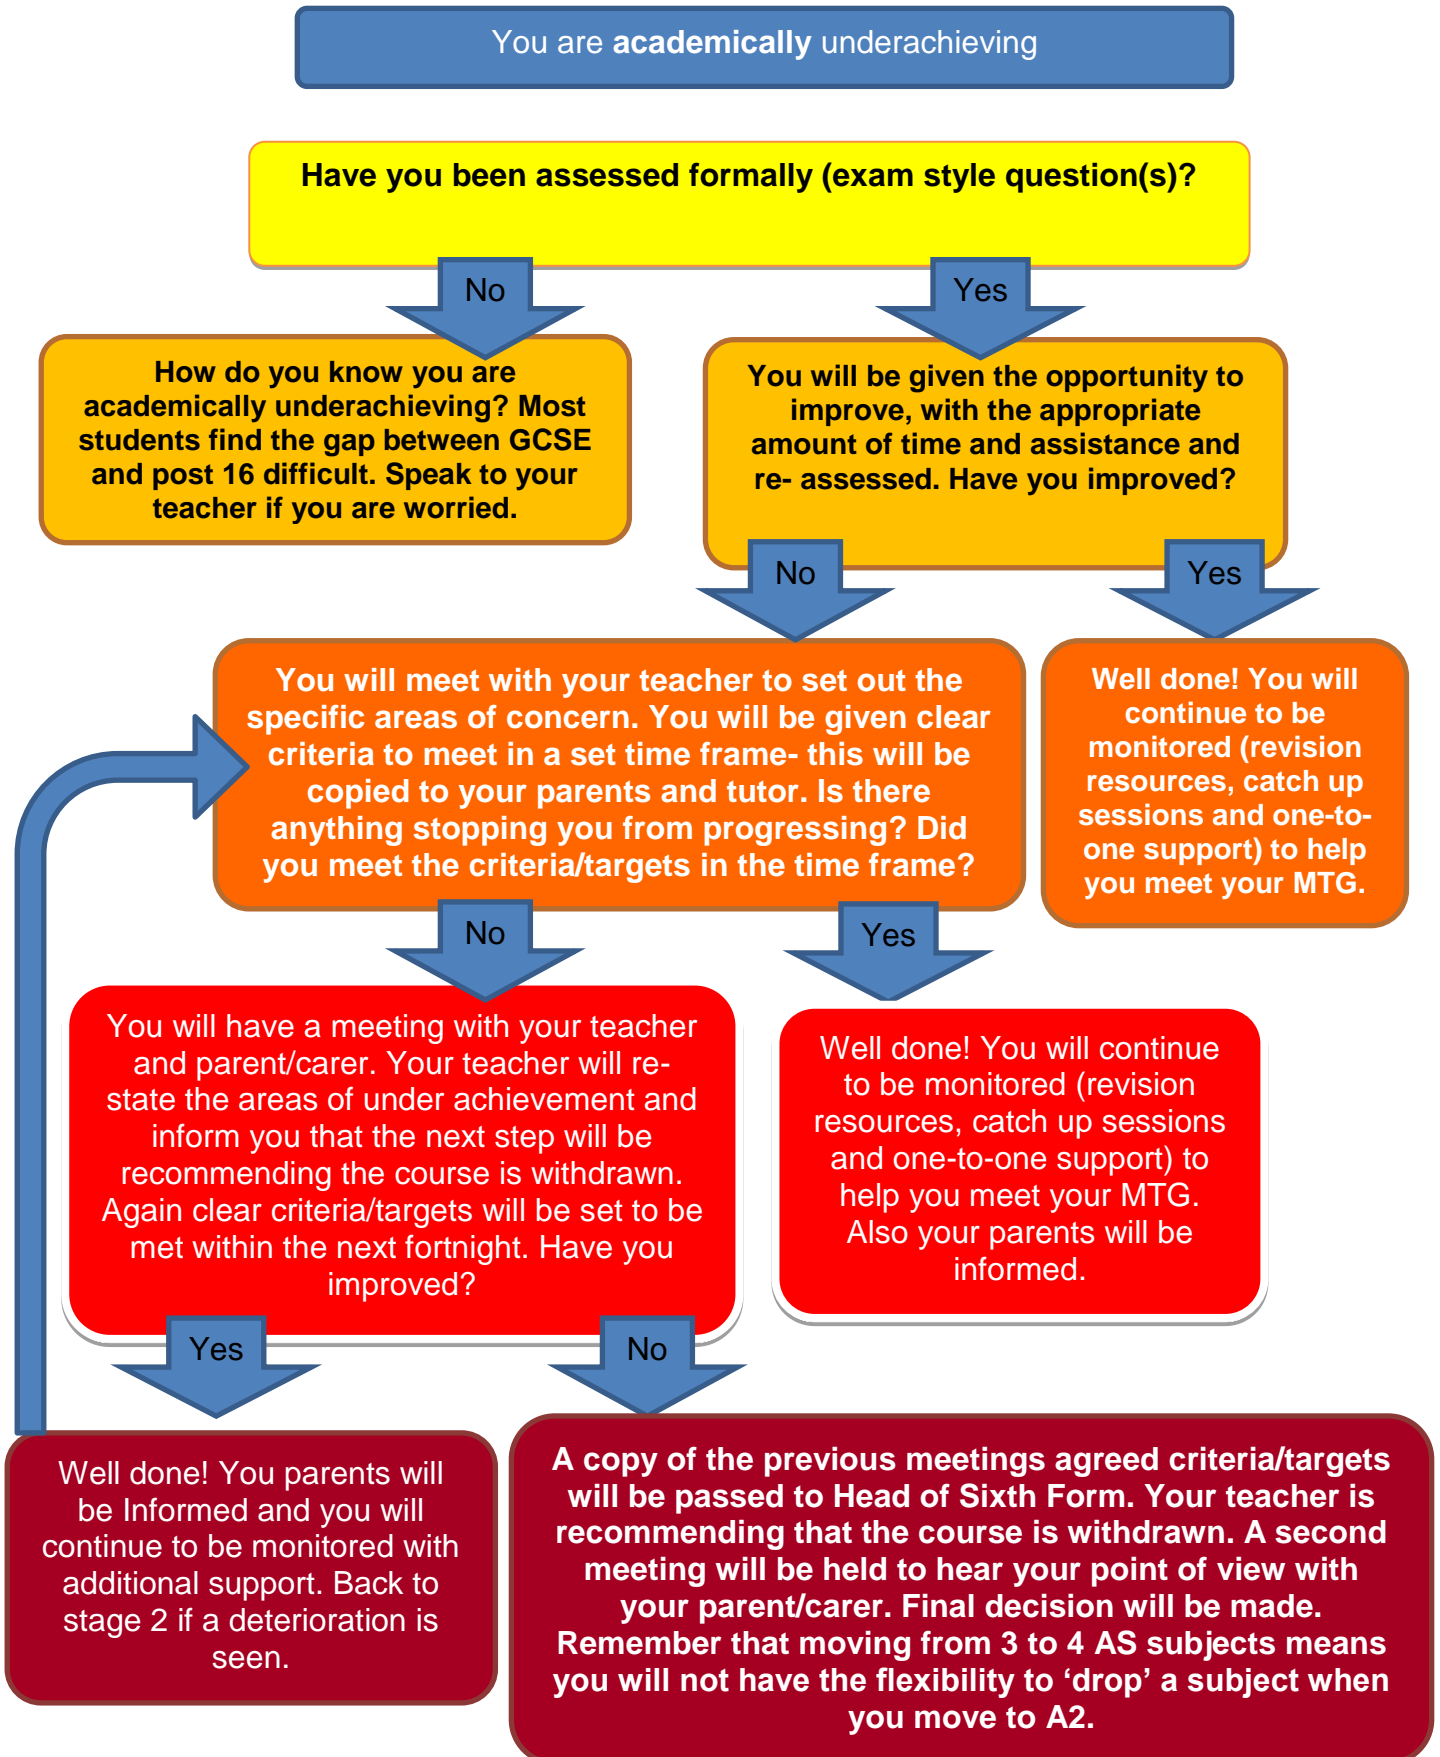 You are academically underachieving
Have you been assessed formally (exam style question(s)?
No
Yes
How do you know you are
academically underachieving? Most
students find the gap between GCSE
and post 16 difficult. Speak to your
teacher if you are worried.
You will be given the opportunity to
improve, with the appropriate
amount of time and assistance and
re- assessed. Have you improved?
No
Yes
You will meet with your teacher to set out the
specific areas of concern. You will be given clear
criteria to meet in a set time frame- this will be
copied to your parents and tutor. Is there
anything stopping you from progressing? Did
you meet the criteria/targets in the time frame?
Well done! You will
continue to be
monitored (revision
resources, catch up
sessions and one-to-
one support) to help
you meet your MTG.
No
Yes
You will have a meeting with your teacher
and parent/carer. Your teacher will re-
state the areas of under achievement and
inform you that the next step will be
recommending the course is withdrawn.
Again clear criteria/targets will be set to be
met within the next fortnight. Have you
improved?
Well done! You will continue
to be monitored (revision
resources, catch up sessions
and one-to-one support) to
help you meet your MTG.
Also your parents will be
informed.
Yes
No
Well done! You parents will
be Informed and you will
continue to be monitored with
additional support. Back to
stage 2 if a deterioration is
seen.
A copy of the previous meetings agreed criteria/targets
will be passed to Head of Sixth Form. Your teacher is
recommending that the course is withdrawn. A second
meeting will be held to hear your point of view with
your parent/carer. Final decision will be made.
Remember that moving from 3 to 4 AS subjects means
you will not have the flexibility to ‘drop’ a subject when
you move to A2.